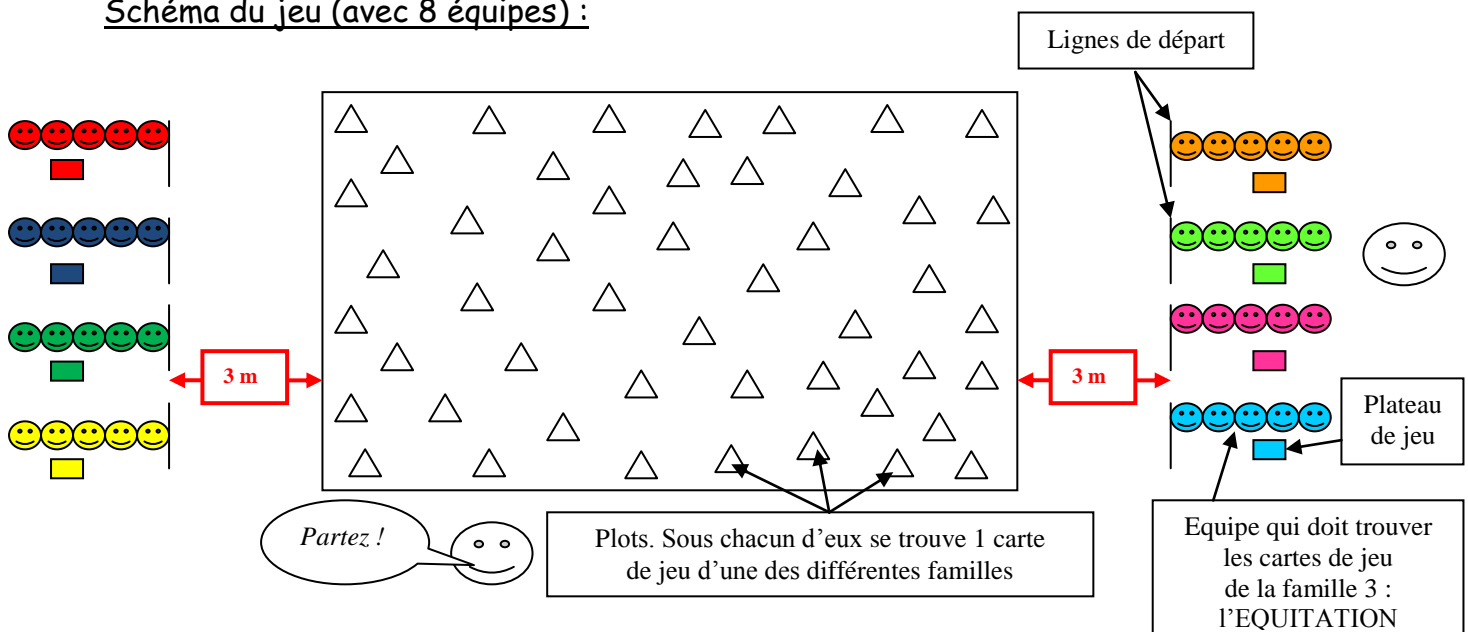 Schéma du jeu (avec 8 équipes) :
Lignes de départ
3 m
3 m
Plateau
de jeu
Partez !
Plots. Sous chacun d’eux se trouve 1 carte
de jeu d’une des différentes familles
Equipe qui doit trouver
les cartes de jeu
de la famille 3 :
l’EQUITATION